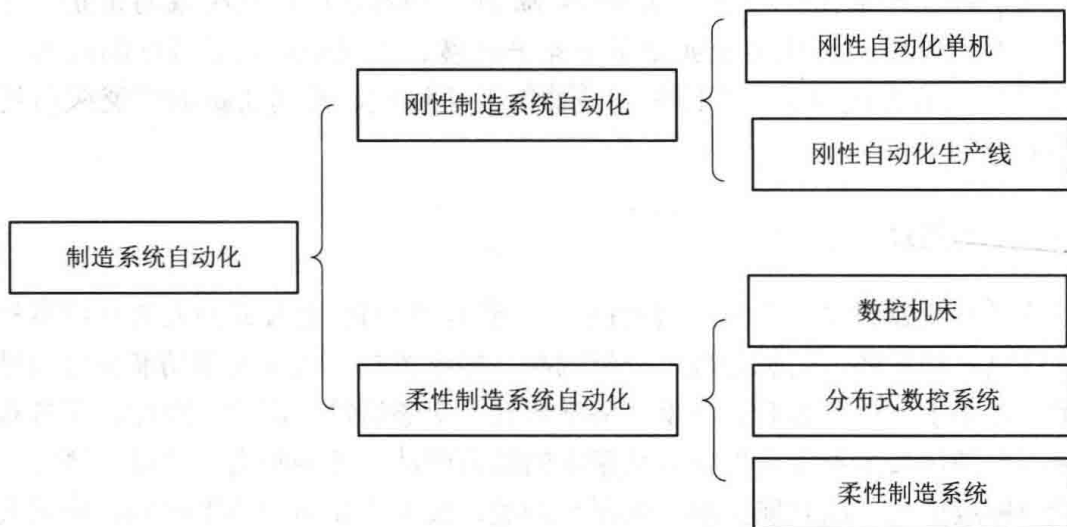 刚性自动化单机
刚性制造系统自动化
刚性自动化生产线
制造系统自动化
数控机床
柔性制造系统自动化
分布式数控系统
柔性制造系统